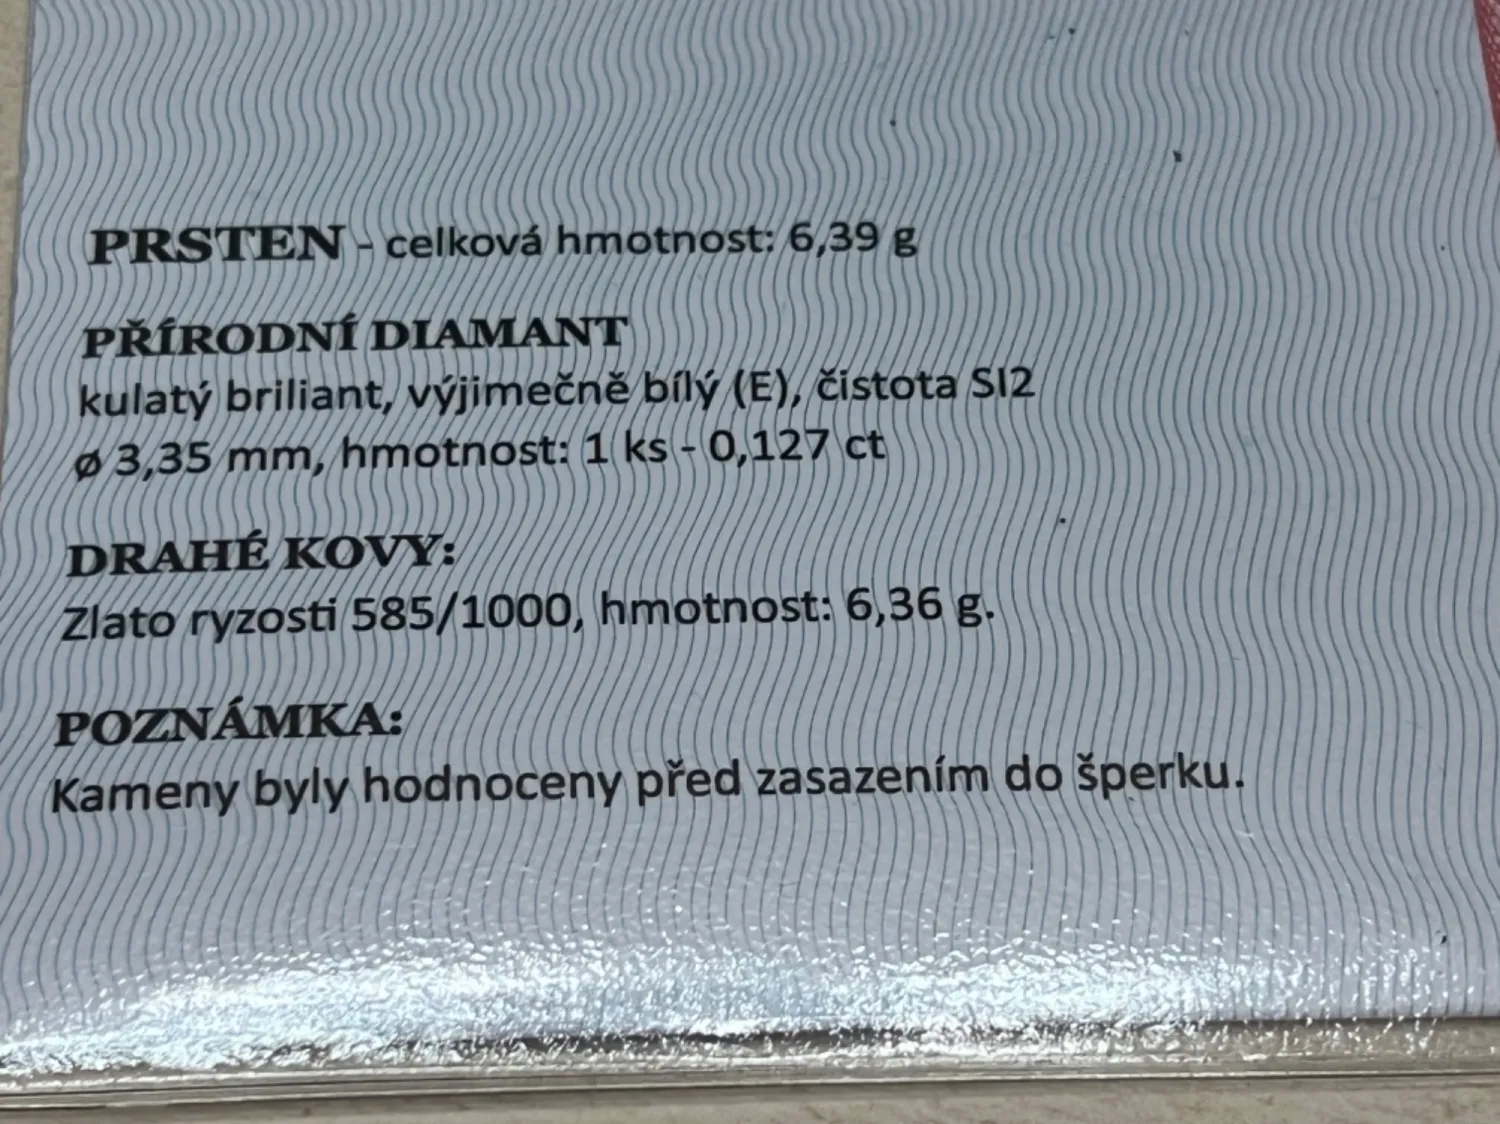 PRSTEN - celková hmotnost: 6,39 g
PŘÍRODNÍ DIAMANT
kulatý briliant, výjimečně bílý (E), čistota SI2
ø 3,35 mm, hmotnost: 1 ks - 0,127 ct
DRAHÉ KOVY:
Zlato ryzosti 585/1000, hmotnost: 6,36 g.
POZNÁMKA:
Kameny byly hodnoceny před zasazením do šperku.